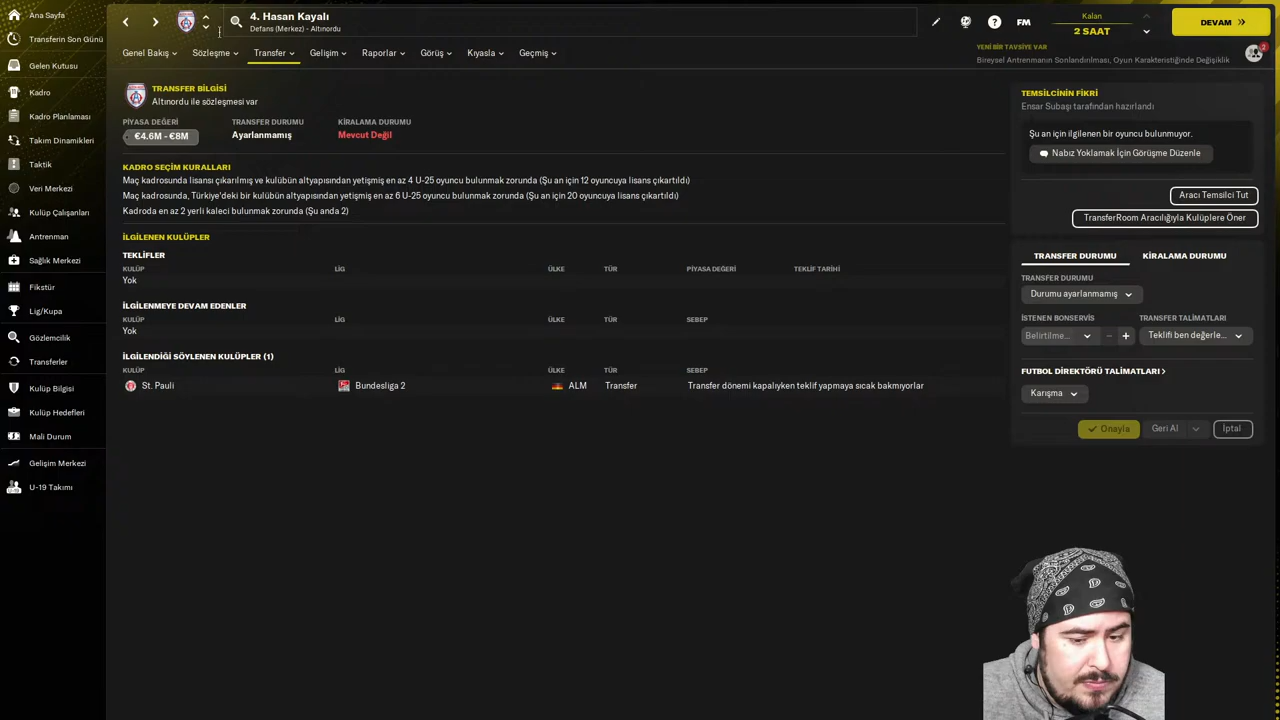 Ana Sayfa
Transferin Son Günü
Gelen Kutusu
Kadro
Kadro Planlaması
Takım Dinamikleri
Taktik
Veri Merkezi
Kulüp Çalışanları
Antrenman
Sağlık Merkezi
Fikstür
Lig/Kupa
Gözlemcilik
Transferler
Kulüp Bilgisi
Kulüp Hedefleri
Mali Durum
Gelişim Merkezi
U-19 Takımı
4. Hasan Kayalı
Defans (Merkez) - Altınordu
FM
Kalan
2 SAAT
DEVAM
Genel Bakış
Sözleşme
Transfer
Gelişim
Raporlar
Görüş
Kıyasla
Geçmiş
YENİ BİR TAVSİYE VAR
Bireysel Antrenmanın Sonlandırılması, Oyun Karakteristiğinde Değişiklik
2
TRANSFER BİLGİSİ
Altınordu ile sözleşmesi var
PİYASA DEĞERİ TRANSFER DURUMU KİRALAMA DURUMU
€4.6M - €8M Ayarlanmamış Mevcut Değil
KADRO SEÇİM KURALLARI
Maç kadrosunda lisansı çıkarılmış ve kulübün altyapısından yetişmiş en az 4 U-25 oyuncu bulunmak zorunda (Şu an için 12 oyuncuya lisans çıkartıldı)
Maç kadrosunda, Türkiye'deki bir kulübün altyapısından yetişmiş en az 6 U-25 oyuncu bulunmak zorunda (Şu an için 20 oyuncuya lisans çıkartıldı)
Kadroda en az 2 yerli kaleci bulunmak zorunda (Şu anda 2)
İLGİLENEN KULÜPLER
TEKLİFLER
KULÜP LİG ÜLKE TÜR PİYASA DEĞERİ TEKLİF TARİHİ
Yok
İLGİLENMEYE DEVAM EDENLER
KULÜP LİG ÜLKE TÜR SEBEP
Yok
İLGİLENDİĞİ SÖYLENEN KULÜPLER (1)
KULÜP LİG ÜLKE TÜR SEBEP
St. Pauli Bundesliga 2 ALM Transfer Transfer dönemi kapalıyken teklif yapmaya sıcak bakmıyorlar
TEMSİLCİNİN FİKRİ
Ensar Subaşı tarafından hazırlandı
Şu an için ilgilenen bir oyuncu bulunmuyor.
Nabız Yoklamak İçin Görüşme Düzenle
Aracı Temsilci Tut
TransferRoom Aracılığıyla Kulüplere Öner
TRANSFER DURUMU KİRALAMA DURUMU
TRANSFER DURUMU
Durumu ayarlanmamış
İSTENEN BONSERVİS TRANSFER TALİMATLARI
Belirtilme... − + Teklifi ben değerle...
FUTBOL DİREKTÖRÜ TALİMATLARI >
Karışma
Onayla Geri Al İptal